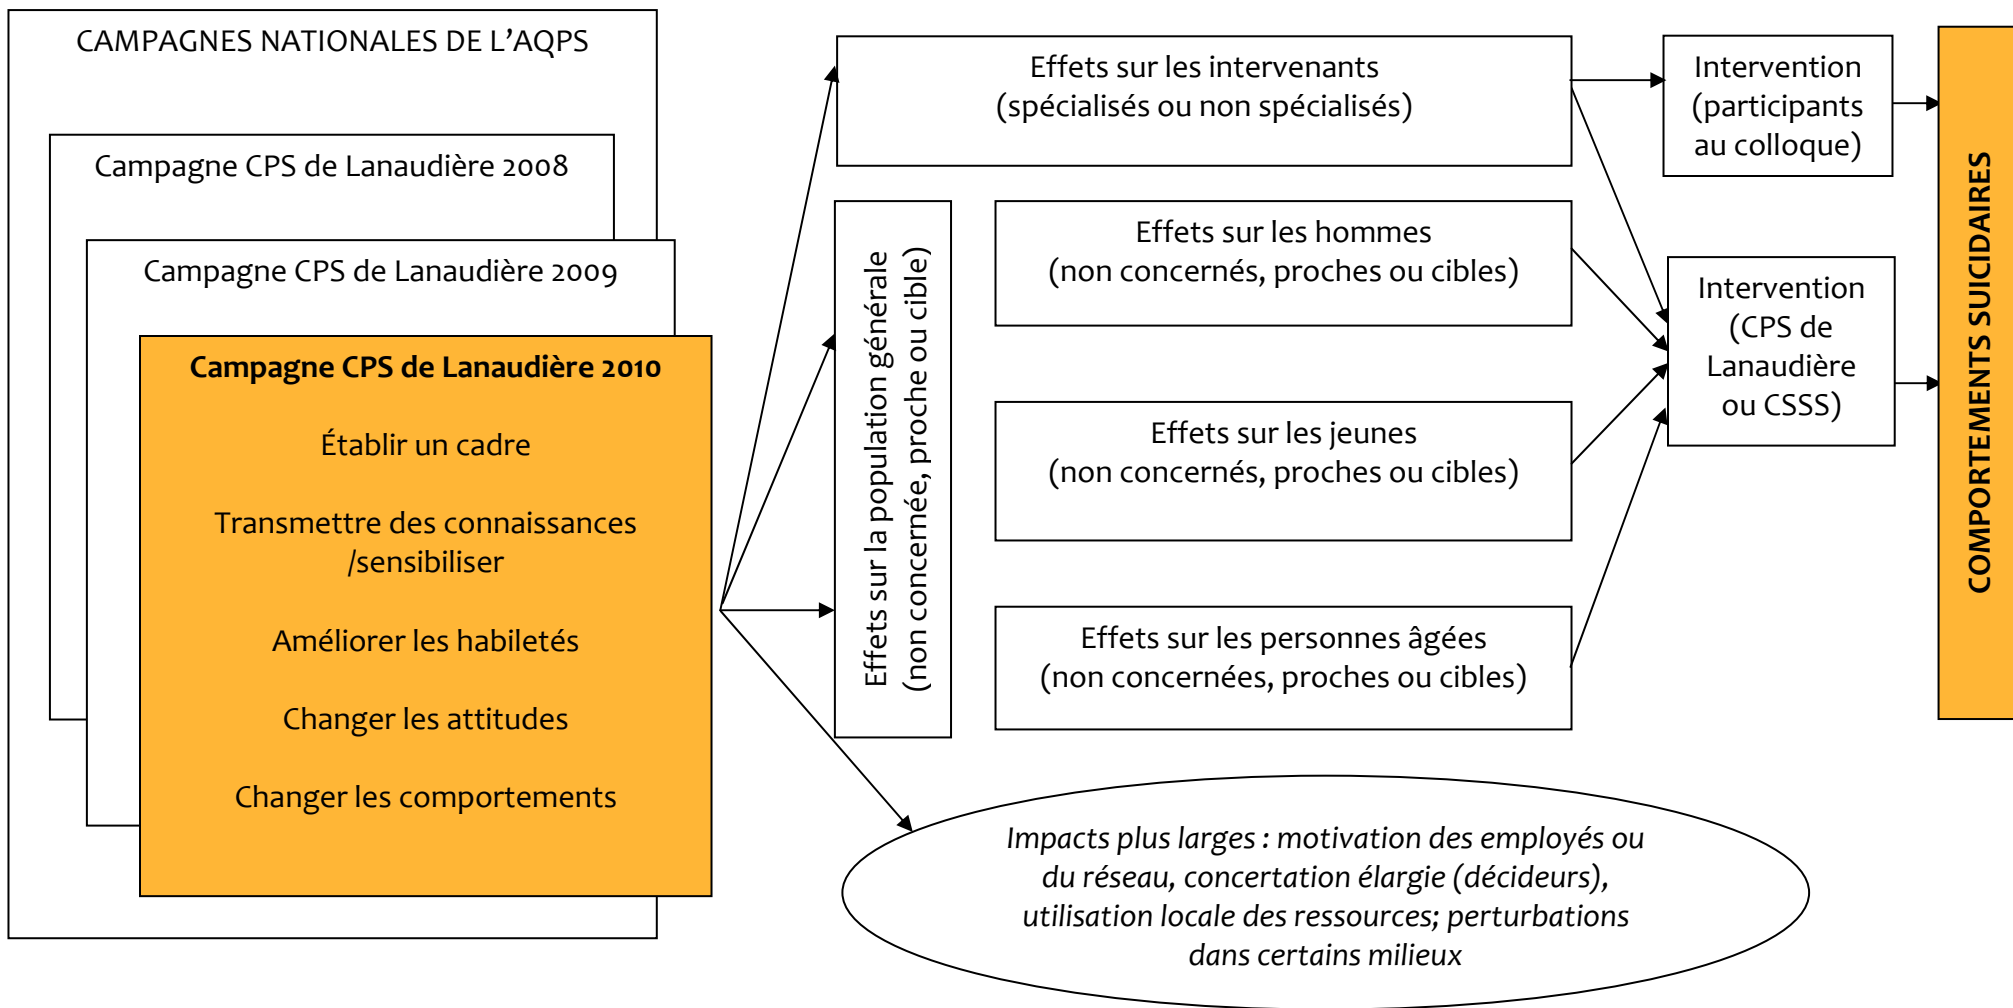 CAMPAGNES NATIONALES DE L’AQPS
Campagne CPS de Lanaudière 2008
Campagne CPS de Lanaudière 2009
Campagne CPS de Lanaudière 2010
Établir un cadre
Transmettre des connaissances
/sensibiliser
Améliorer les habiletés
Changer les attitudes
Changer les comportements
Effets sur les intervenants
(spécialisés ou non spécialisés)
Effets sur la population générale
(non concernée, proche ou cible)
Effets sur les hommes
(non concernés, proches ou cibles)
Effets sur les jeunes
(non concernés, proches ou cibles)
Effets sur les personnes âgées
(non concernées, proches ou cibles)
Impacts plus larges : motivation des employés ou
du réseau, concertation élargie (décideurs),
utilisation locale des ressources; perturbations
dans certains milieux
Intervention
(participants
au colloque)
Intervention
(CPS de
Lanaudière
ou CSSS)
COMPORTEMENTS SUICIDAIRES